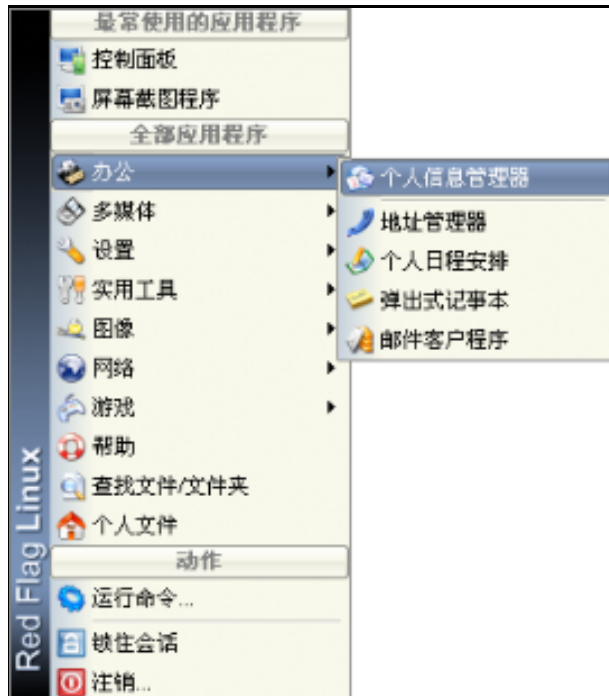 最常使用的应用程序
控制面板
屏幕截图程序
全部应用程序
办公
多媒体
设置
实用工具
图像
网络
游戏
帮助
查找文件/文件夹
个人文件
动作
运行命令...
锁住会话
注销...
个人信息管理器
地址管理器
个人日程安排
弹出式记事本
邮件客户程序
Red Flag Linux